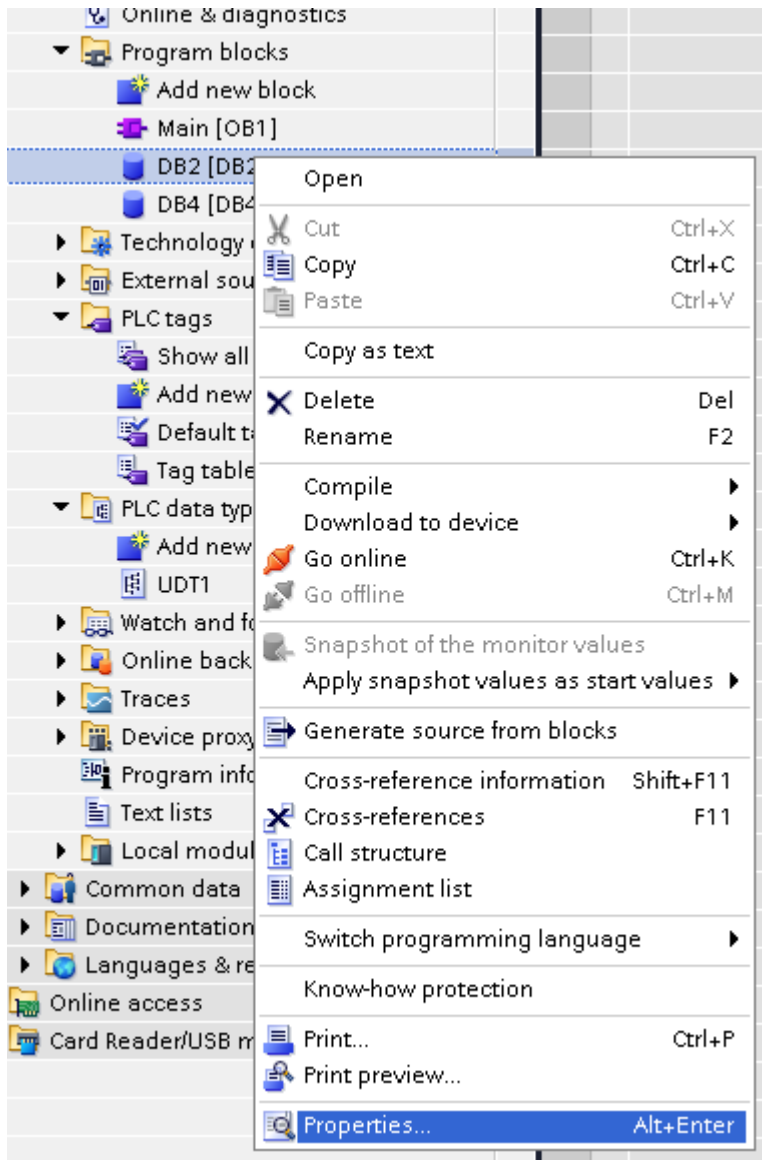 Online & diagnostics
Program blocks
Add new block
Main [OB1]
DB2 [DB2
DB4 [DB4
Technology
External sou
PLC tags
Show all
Add new
Default ta
Tag table
PLC data typ
Add new
UDT1
Watch and fo
Online back
Traces
Device proxy
Program info
Text lists
Local modul
Common data
Documentation
Languages & re
Online access
Card Reader/USB m
Open
Cut Ctrl+X
Copy Ctrl+C
Paste Ctrl+V
Copy as text
Delete Del
Rename F2
Compile
Download to device
Go online Ctrl+K
Go offline Ctrl+M
Snapshot of the monitor values
Apply snapshot values as start values
Generate source from blocks
Cross-reference information Shift+F11
Cross-references F11
Call structure
Assignment list
Switch programming language
Know-how protection
Print... Ctrl+P
Print preview...
Properties... Alt+Enter